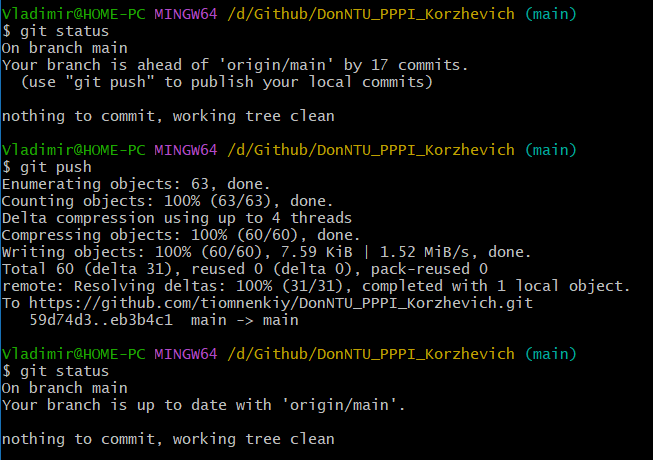 Vladimir@HOME-PC MINGW64 /d/Github/DonNTU_PPPI_Korzhevich (main)
$ git status
On branch main
Your branch is ahead of 'origin/main' by 17 commits.
  (use "git push" to publish your local commits)

nothing to commit, working tree clean

Vladimir@HOME-PC MINGW64 /d/Github/DonNTU_PPPI_Korzhevich (main)
$ git push
Enumerating objects: 63, done.
Counting objects: 100% (63/63), done.
Delta compression using up to 4 threads
Compressing objects: 100% (60/60), done.
Writing objects: 100% (60/60), 7.59 KiB | 1.52 MiB/s, done.
Total 60 (delta 31), reused 0 (delta 0), pack-reused 0
remote: Resolving deltas: 100% (31/31), completed with 1 local object.
To https://github.com/tiomnenkiy/DonNTU_PPPI_Korzhevich.git
   59d74d3..eb3b4c1  main -> main

Vladimir@HOME-PC MINGW64 /d/Github/DonNTU_PPPI_Korzhevich (main)
$ git status
On branch main
Your branch is up to date with 'origin/main'.

nothing to commit, working tree clean